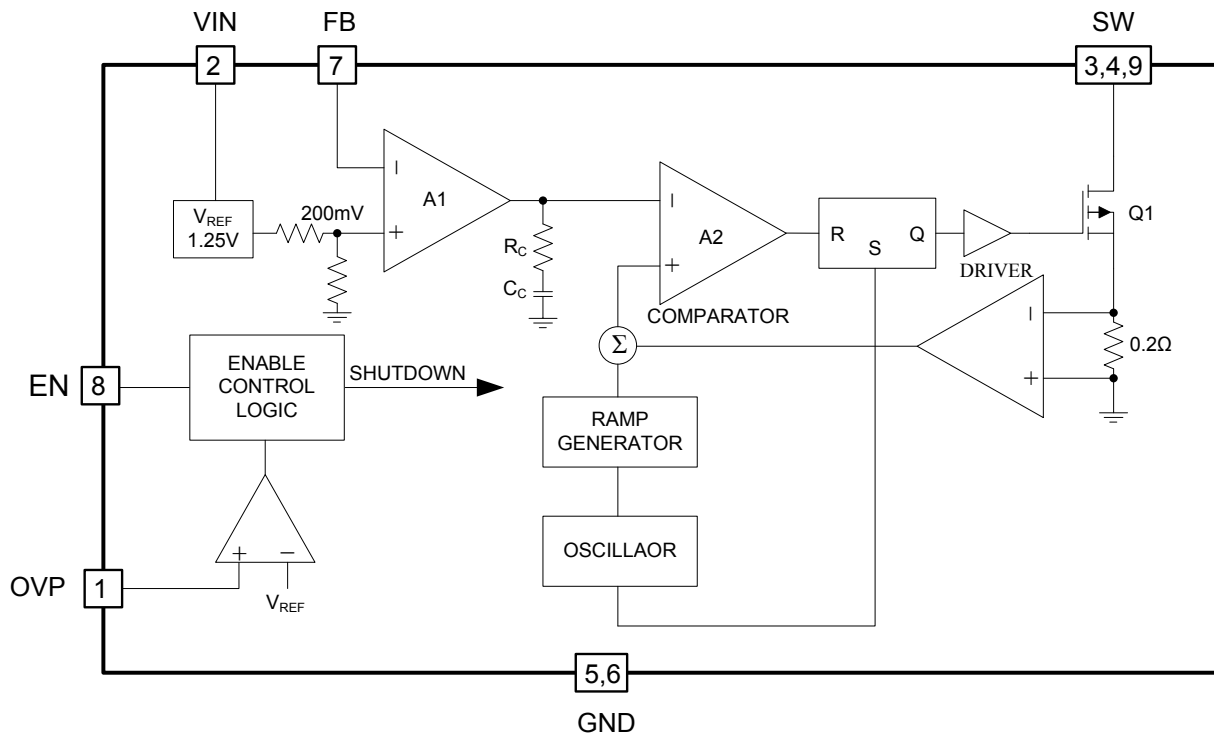 VIN
FB
SW
2
7
3,4,9
VREF
1.25V
200mV
A1
+
RC
CC
A2
+
COMPARATOR
R
S
Q
DRIVER
Q1
0.2Ω
+
Σ
EN
8
ENABLE
CONTROL
LOGIC
SHUTDOWN
RAMP
GENERATOR
OSCILLAOR
OVP
1
+
−
VREF
5,6
GND